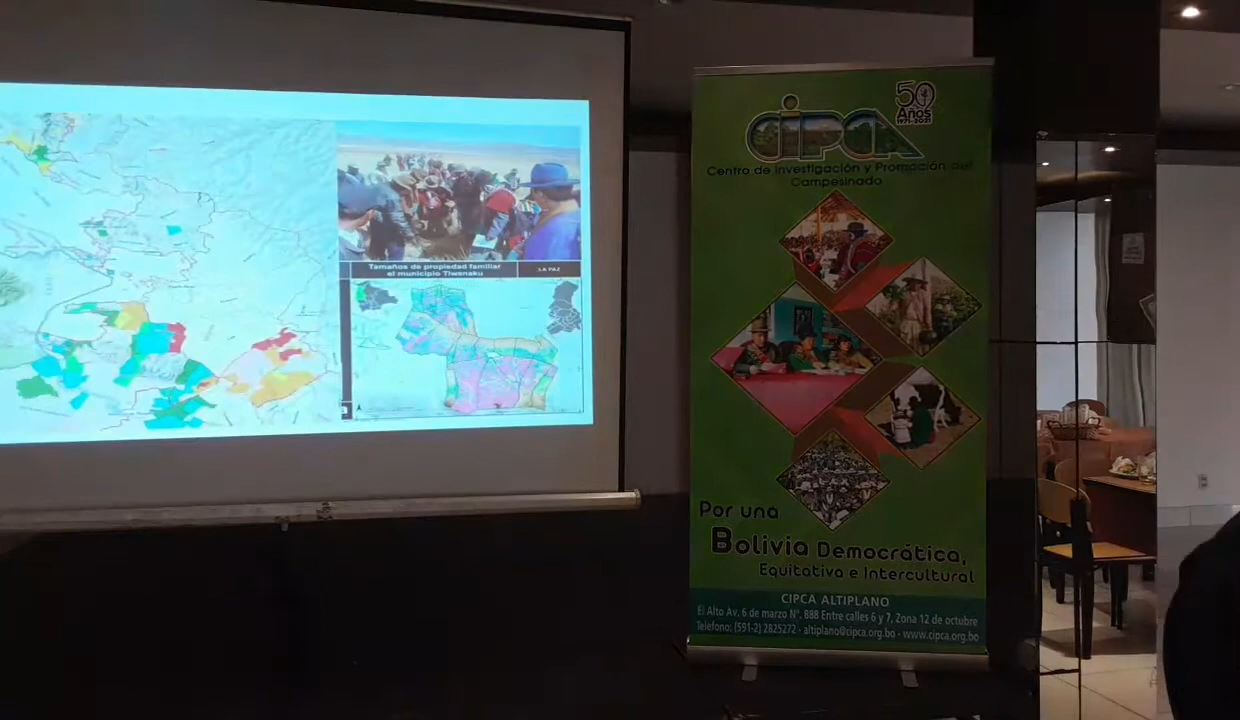 Tamaños de propiedad familiar
el municipio Tiwanaku
LA PAZ
50
Años
1971-2021
CIPCA
Centro de Investigación y Promoción del
Campesinado
Por una
Bolivia Democrática,
Equitativa e Intercultural
CIPCA ALTIPLANO
El Alto Av. 6 de marzo N°. 888 Entre calles 6 y 7, Zona 12 de octubre
Telefono: (591-2) 2825272 - altiplano@cipca.org.bo - www.cipca.org.bo